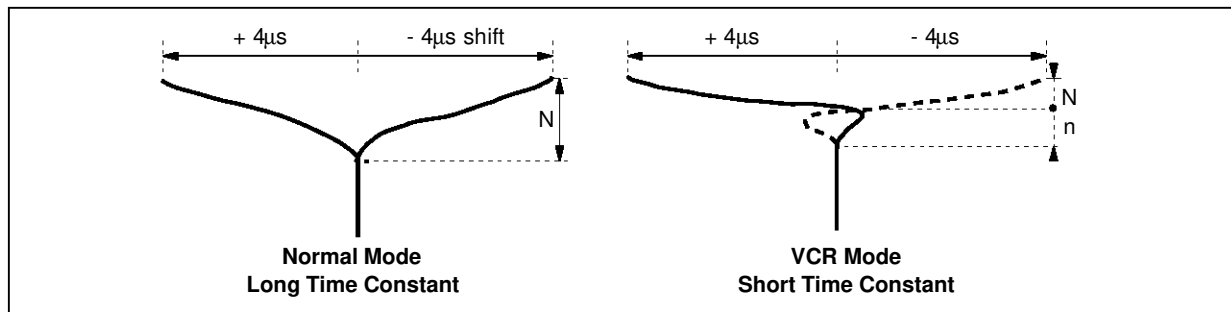 + 4µs
- 4µs shift
N
Normal Mode
Long Time Constant
+ 4µs
- 4µs
N
n
VCR Mode
Short Time Constant